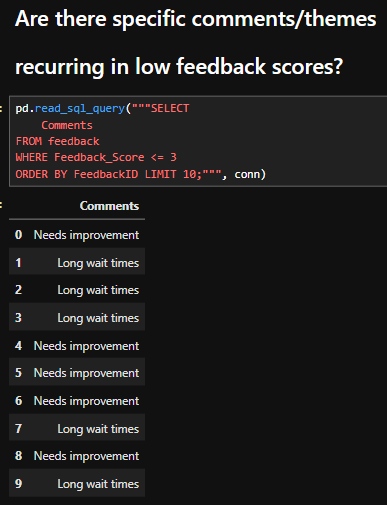 Are there specific comments/themes
recurring in low feedback scores?
:
pd.read_sql_query("""SELECT
    Comments
FROM feedback
WHERE Feedback_Score <= 3
ORDER BY FeedbackID LIMIT 10;""", conn)
:
Comments
0 Needs improvement
1 Long wait times
2 Long wait times
3 Long wait times
4 Needs improvement
5 Needs improvement
6 Needs improvement
7 Long wait times
8 Needs improvement
9 Long wait times